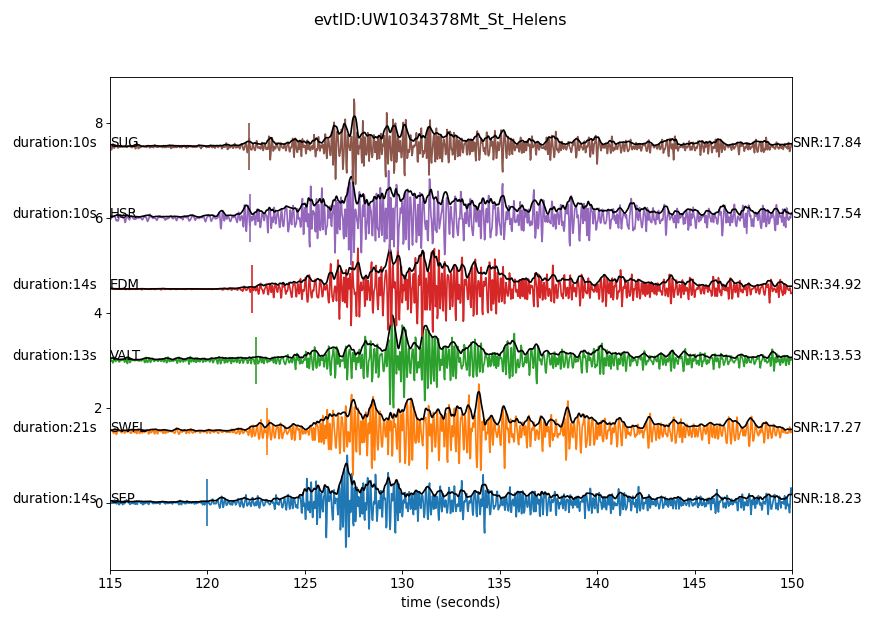 evtID:UW1034378Mt_St_Helens
8
duration:10s SUG SNR:17.84
duration:10s HSR SNR:17.54
6
duration:14s EDM SNR:34.92
4
duration:13s VALT SNR:13.53
2
duration:21s SWFL SNR:17.27
duration:14s SEP SNR:18.23
0
115 120 125 130 135 140 145 150
time (seconds)